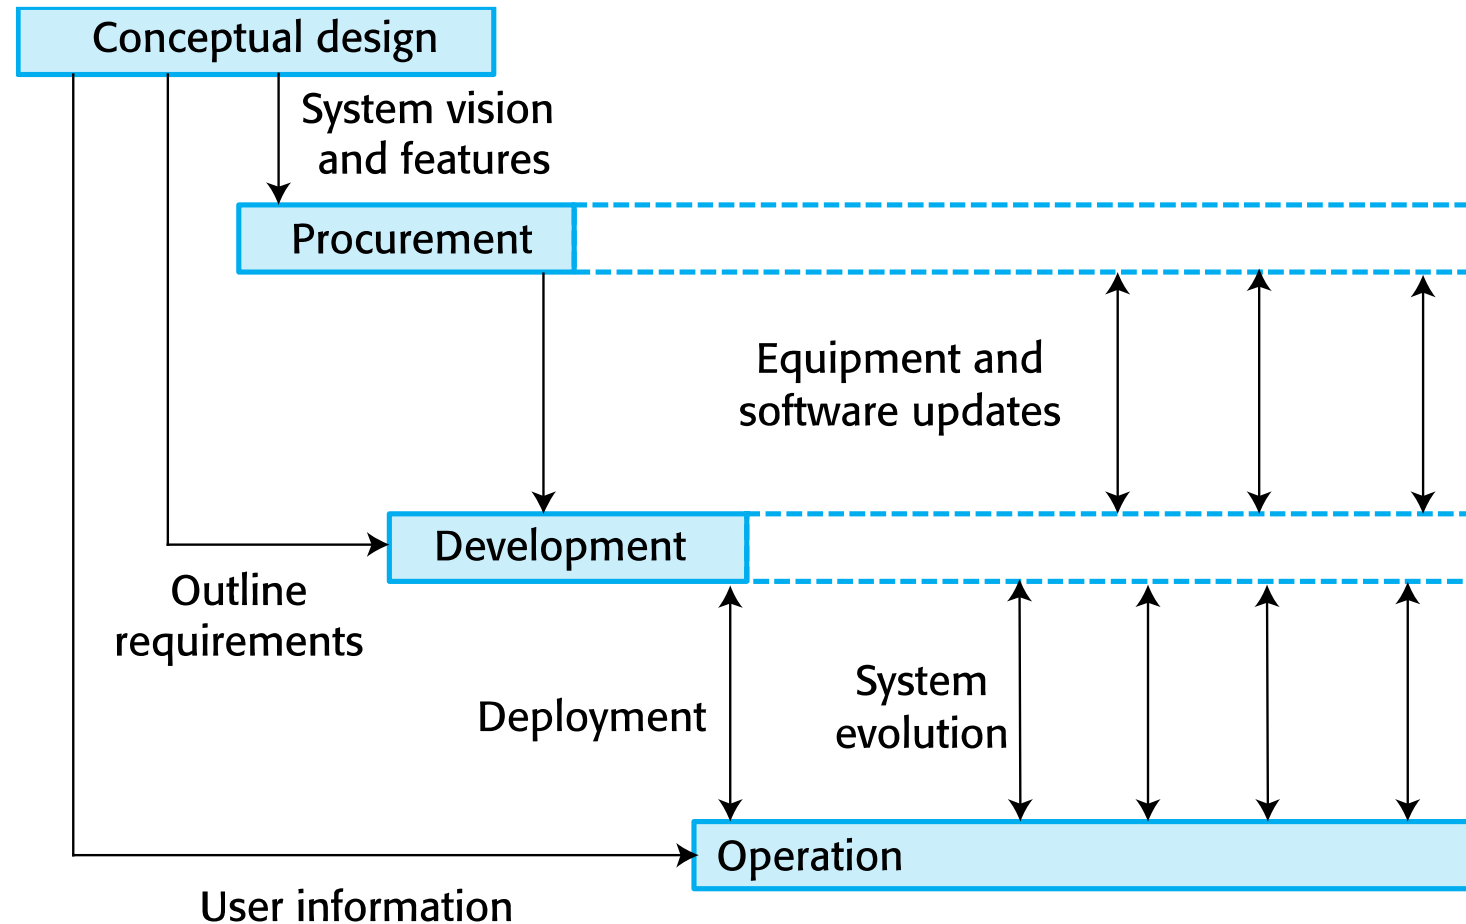 Conceptual design
System vision
and features
Procurement
Equipment and
software updates
Development
Outline
requirements
System
evolution
Deployment
Operation
User information